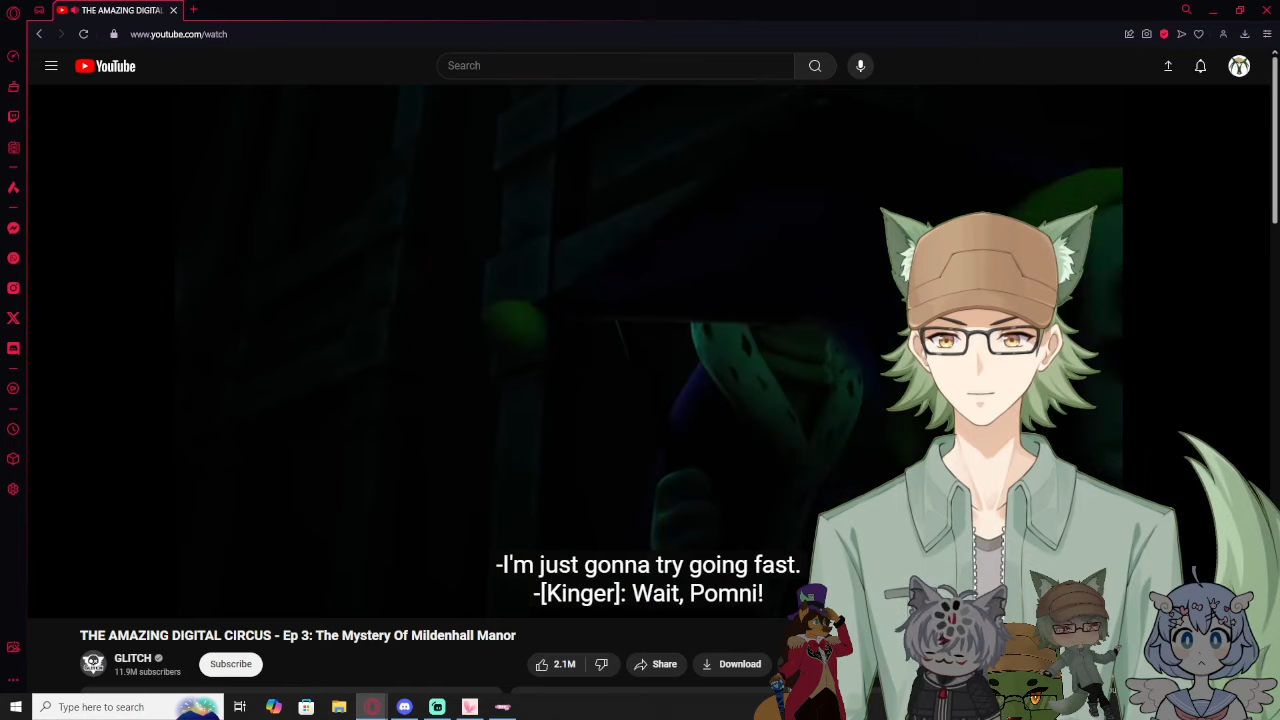 THE AMAZING DIGITAL
www.youtube.com/watch
YouTube
Search
-I'm just gonna try going fast.
-[Kinger]: Wait, Pomni!
THE AMAZING DIGITAL CIRCUS - Ep 3: The Mystery Of Mildenhall Manor
GLITCH
11.9M subscribers
Subscribe
2.1M
Share
Download
Type here to search